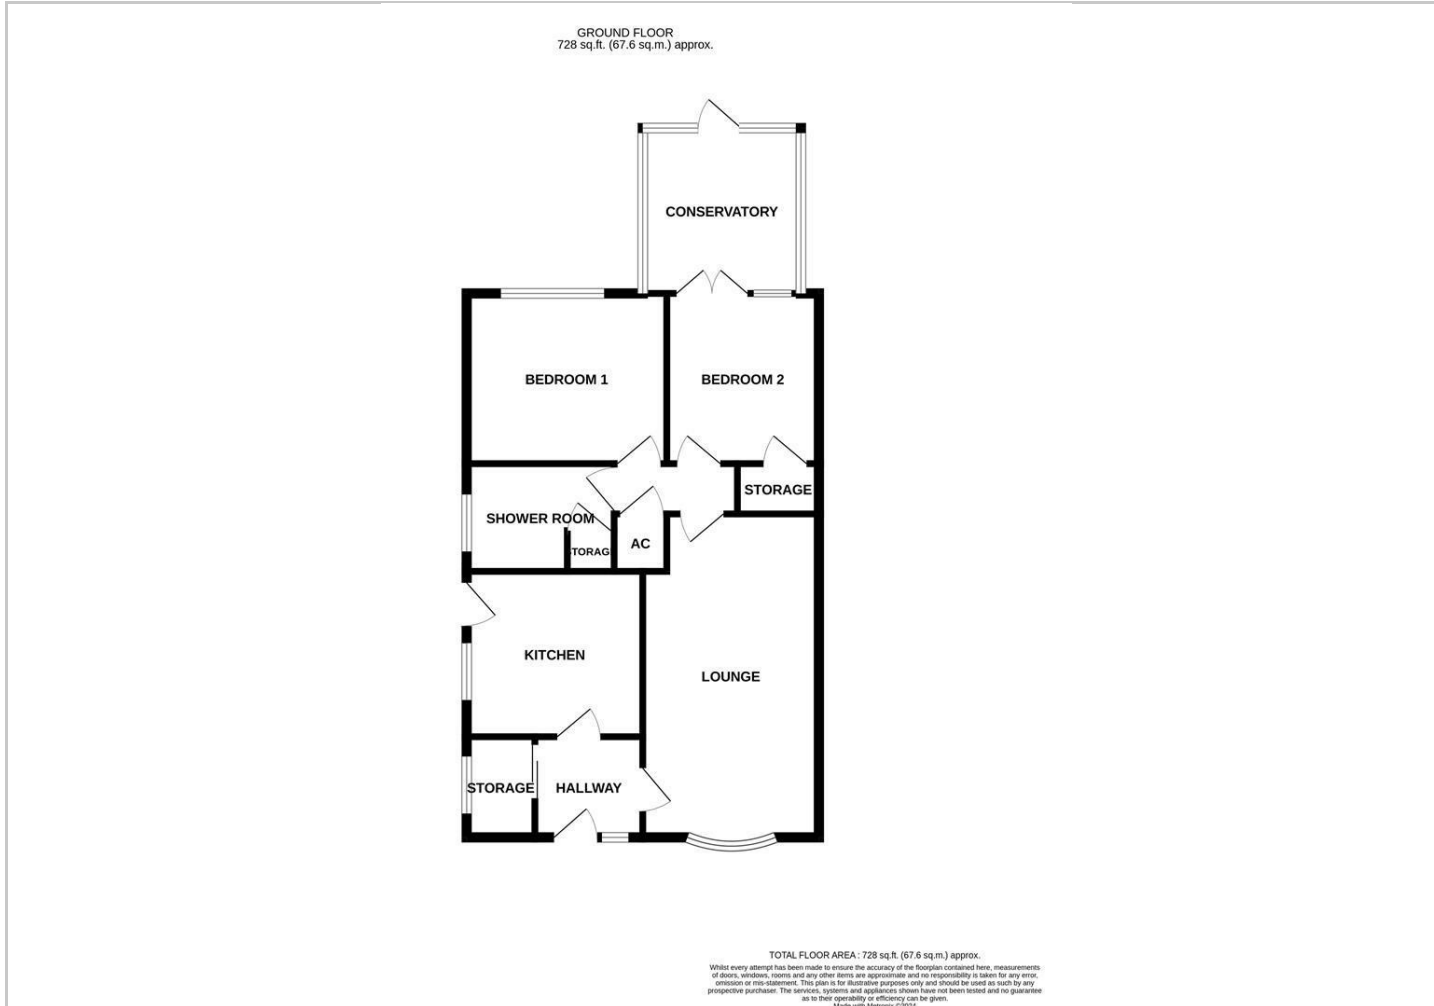 GROUND FLOOR
728 sq.ft. (67.6 sq.m.) approx.
CONSERVATORY
BEDROOM 1
BEDROOM 2
STORAGE
SHOWER ROOM
STORAG
AC
KITCHEN
LOUNGE
STORAGE
HALLWAY
TOTAL FLOOR AREA : 728 sq.ft. (67.6 sq.m.) approx.
Whilst every attempt has been made to ensure the accuracy of the floorplan contained here, measurements
of doors, windows, rooms and any other items are approximate and no responsibility is taken for any error,
omission or mis-statement. This plan is for illustrative purposes only and should be used as such by any
prospective purchaser. The services, systems and appliances shown have not been tested and no guarantee
as to their operability or efficiency can be given.
Made with Metropix ©2024